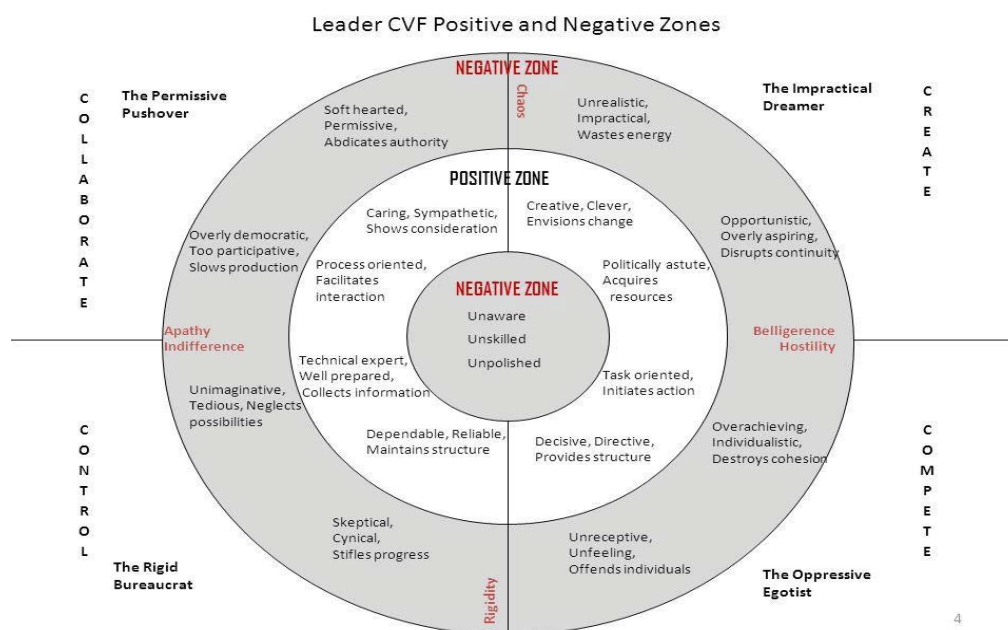 Leader CVF Positive and Negative Zones
NEGATIVE ZONE
Chaos
COLLABORATE
The Permissive
Pushover
Soft hearted,
Permissive,
Abdicates authority
Unrealistic,
Impractical,
Wastes energy
The Impractical
Dreamer
CREATE
POSITIVE ZONE
Caring, Sympathetic,
Shows consideration
Creative, Clever,
Envisions change
Overly democratic,
Too participative,
Slows production
Process oriented,
Facilitates
interaction
Politically astute,
Acquires
resources
Opportunistic,
Overly aspiring,
Disrupts continuity
NEGATIVE ZONE
Unaware
Unskilled
Unpolished
Apathy
Indifference
Belligerence
Hostility
Unimaginative,
Tedious, Neglects
possibilities
Technical expert,
Well prepared,
Collects information
Task oriented,
Initiates action
Overachieving,
Individualistic,
Destroys cohesion
CONTROL
Dependable, Reliable,
Maintains structure
Decisive, Directive,
Provides structure
COMPETE
Skeptical,
Cynical,
Stifles progress
Unreceptive,
Unfeeling,
Offends individuals
The Rigid
Bureaucrat
Rigidity
The Oppressive
Egotist
4